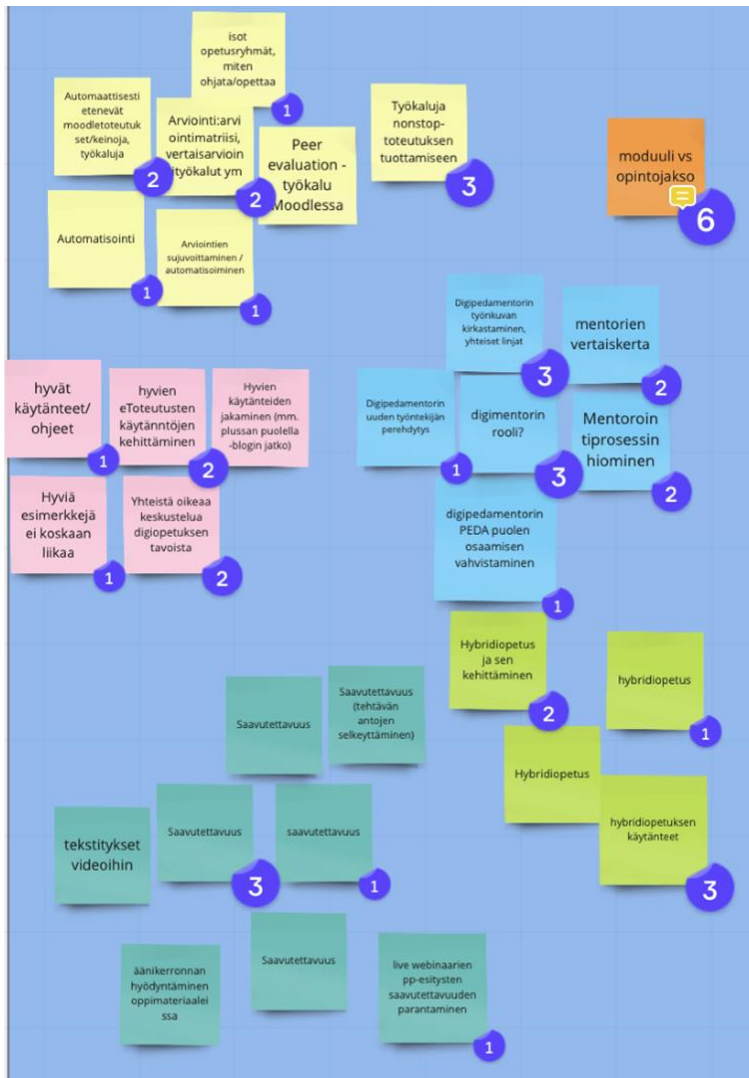 isot
opetusryhmät,
miten
ohjata/opettaa
1
Automaattisesti
etenevät
moodletoteutuk
set/keinoja,
työkaluja
2
Arviointi:arvi
ointimatriisi,
vertaisarvioin
tityökalut ym
2
Peer
evaluation -
työkalu
Moodlessa
Työkaluja
nonstop-
toteutuksen
tuottamiseen
3
moduuli vs
opintojakso
6
Automatisointi
1
Arviointien
sujuvoittaminen /
automatisoiminen
1
Digipedamentorin
työnkuvan
kirkastaminen,
yhteiset linjat
3
mentorien
vertaiskerta
2
hyvät
käytänteet/
ohjeet
1
hyvien
eToteutusten
käytänntöjen
kehittäminen
2
Hyvien
käytänteiden
jakaminen (mm.
plussan puolella
-blogin jatko)
Digipedamentorin
uuden työntekijän
perehdytys
1
digimentorin
rooli?
3
Mentoroin
tiprosessin
hiominen
2
Hyviä
esimerkkejä
ei koskaan
liikaa
1
Yhteistä oikeaa
keskustelua
digiopetuksen
tavoista
2
digipedamentorin
PEDA puolen
osaamisen
vahvistaminen
1
Hybridiopetus
ja sen
kehittäminen
2
hybridiopetus
1
Hybridiopetus
hybridiopetuksen
käytänteet
3
Saavutettavuus
Saavutettavuus
(tehtävän
antojen
selkeyttäminen)
tekstitykset
videoihin
Saavutettavuus
3
saavutettavuus
1
äänikerronnan
hyödyntäminen
oppimateriaalei
ssa
Saavutettavuus
live webinaarien
pp-esitysten
saavutettavuuden
parantaminen
1